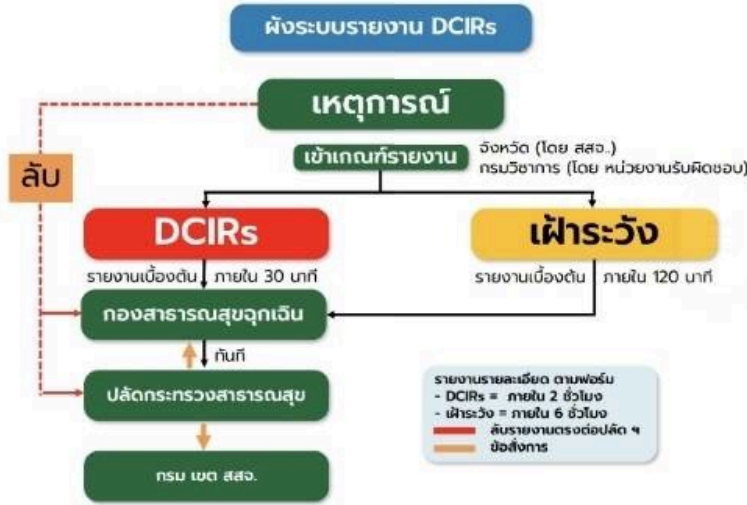 ผังระบบรายงาน DCIRs
เหตุการณ์
เข้าเกณฑ์รายงาน
จังหวัด (โดย สสจ..)
กรมวิชาการ (โดย หน่วยงานรับผิดชอบ)
ลับ
DCIRs
เฝ้าระวัง
รายงานเบื้องต้น ภายใน 30 นาที
รายงานเบื้องต้น ภายใน 120 นาที
กองสาธารณสุขฉุกเฉิน
ทันที
ปลัดกระทรวงสาธารณสุข
กรม เขต สสจ.
รายงานรายละเอียด ตามฟอร์ม
- DCIRs = ภายใน 2 ชั่วโมง
- เฝ้าระวัง = ภายใน 6 ชั่วโมง
ลับรายงานตรงต่อปลัด ฯ
ข้อสั่งการ